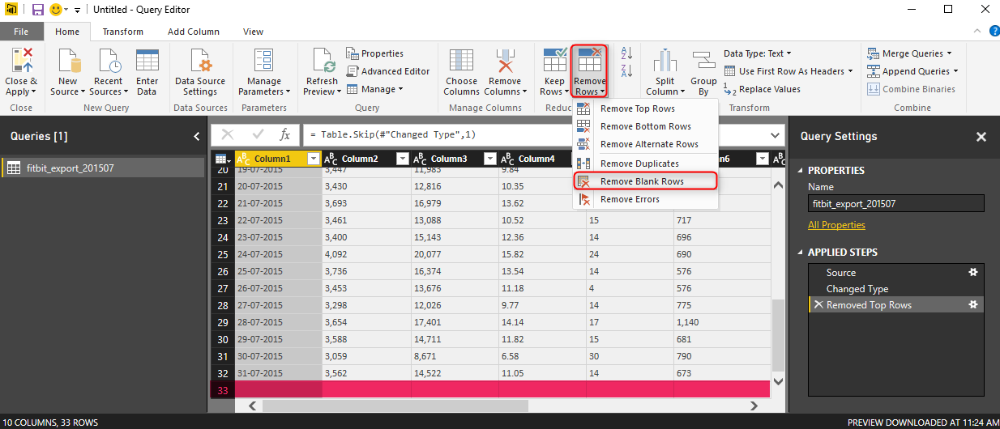 Untitled - Query Editor
File Home Transform Add Column View
Close & Apply
New Source
Recent Sources
Enter Data
Data Source Settings
Manage Parameters
Refresh Preview
Properties
Advanced Editor
Manage
Choose Columns
Remove Columns
Keep Rows
Remove Rows
A Z
Z A
Split Column
Group By
Data Type: Text
Use First Row As Headers
1 2 Replace Values
Merge Queries
Append Queries
Combine Binaries
Close New Query Data Sources Parameters Query Manage Columns Reduc Transform Combine
Remove Top Rows
Remove Bottom Rows
Remove Alternate Rows
Remove Duplicates
Remove Blank Rows
Remove Errors
Queries [1]
fitbit_export_201507
fx = Table.Skip(#"Changed Type",1)
ABC Column1 ABC Column2 ABC Column3 ABC Column4 n6 ABC
20 19-07-2015 3,447 11,983 9.84
21 20-07-2015 3,430 12,816 10.35
22 21-07-2015 3,693 16,979 13.62
23 22-07-2015 3,461 13,088 10.52 15 717
24 23-07-2015 3,400 15,143 12.36 14 696
25 24-07-2015 4,092 20,077 15.82 24 690
26 25-07-2015 3,736 16,374 13.54 14 576
27 26-07-2015 3,453 13,676 11.18 4 576
28 27-07-2015 3,298 12,026 9.77 14 775
29 28-07-2015 3,654 17,401 14.14 17 1,140
30 29-07-2015 3,588 14,711 11.82 15 681
31 30-07-2015 3,059 8,671 6.58 30 790
32 31-07-2015 3,562 14,522 11.05 14 673
33
Query Settings
PROPERTIES
Name
fitbit_export_201507
All Properties
APPLIED STEPS
Source
Changed Type
Removed Top Rows
10 COLUMNS, 33 ROWS
PREVIEW DOWNLOADED AT 11:24 AM